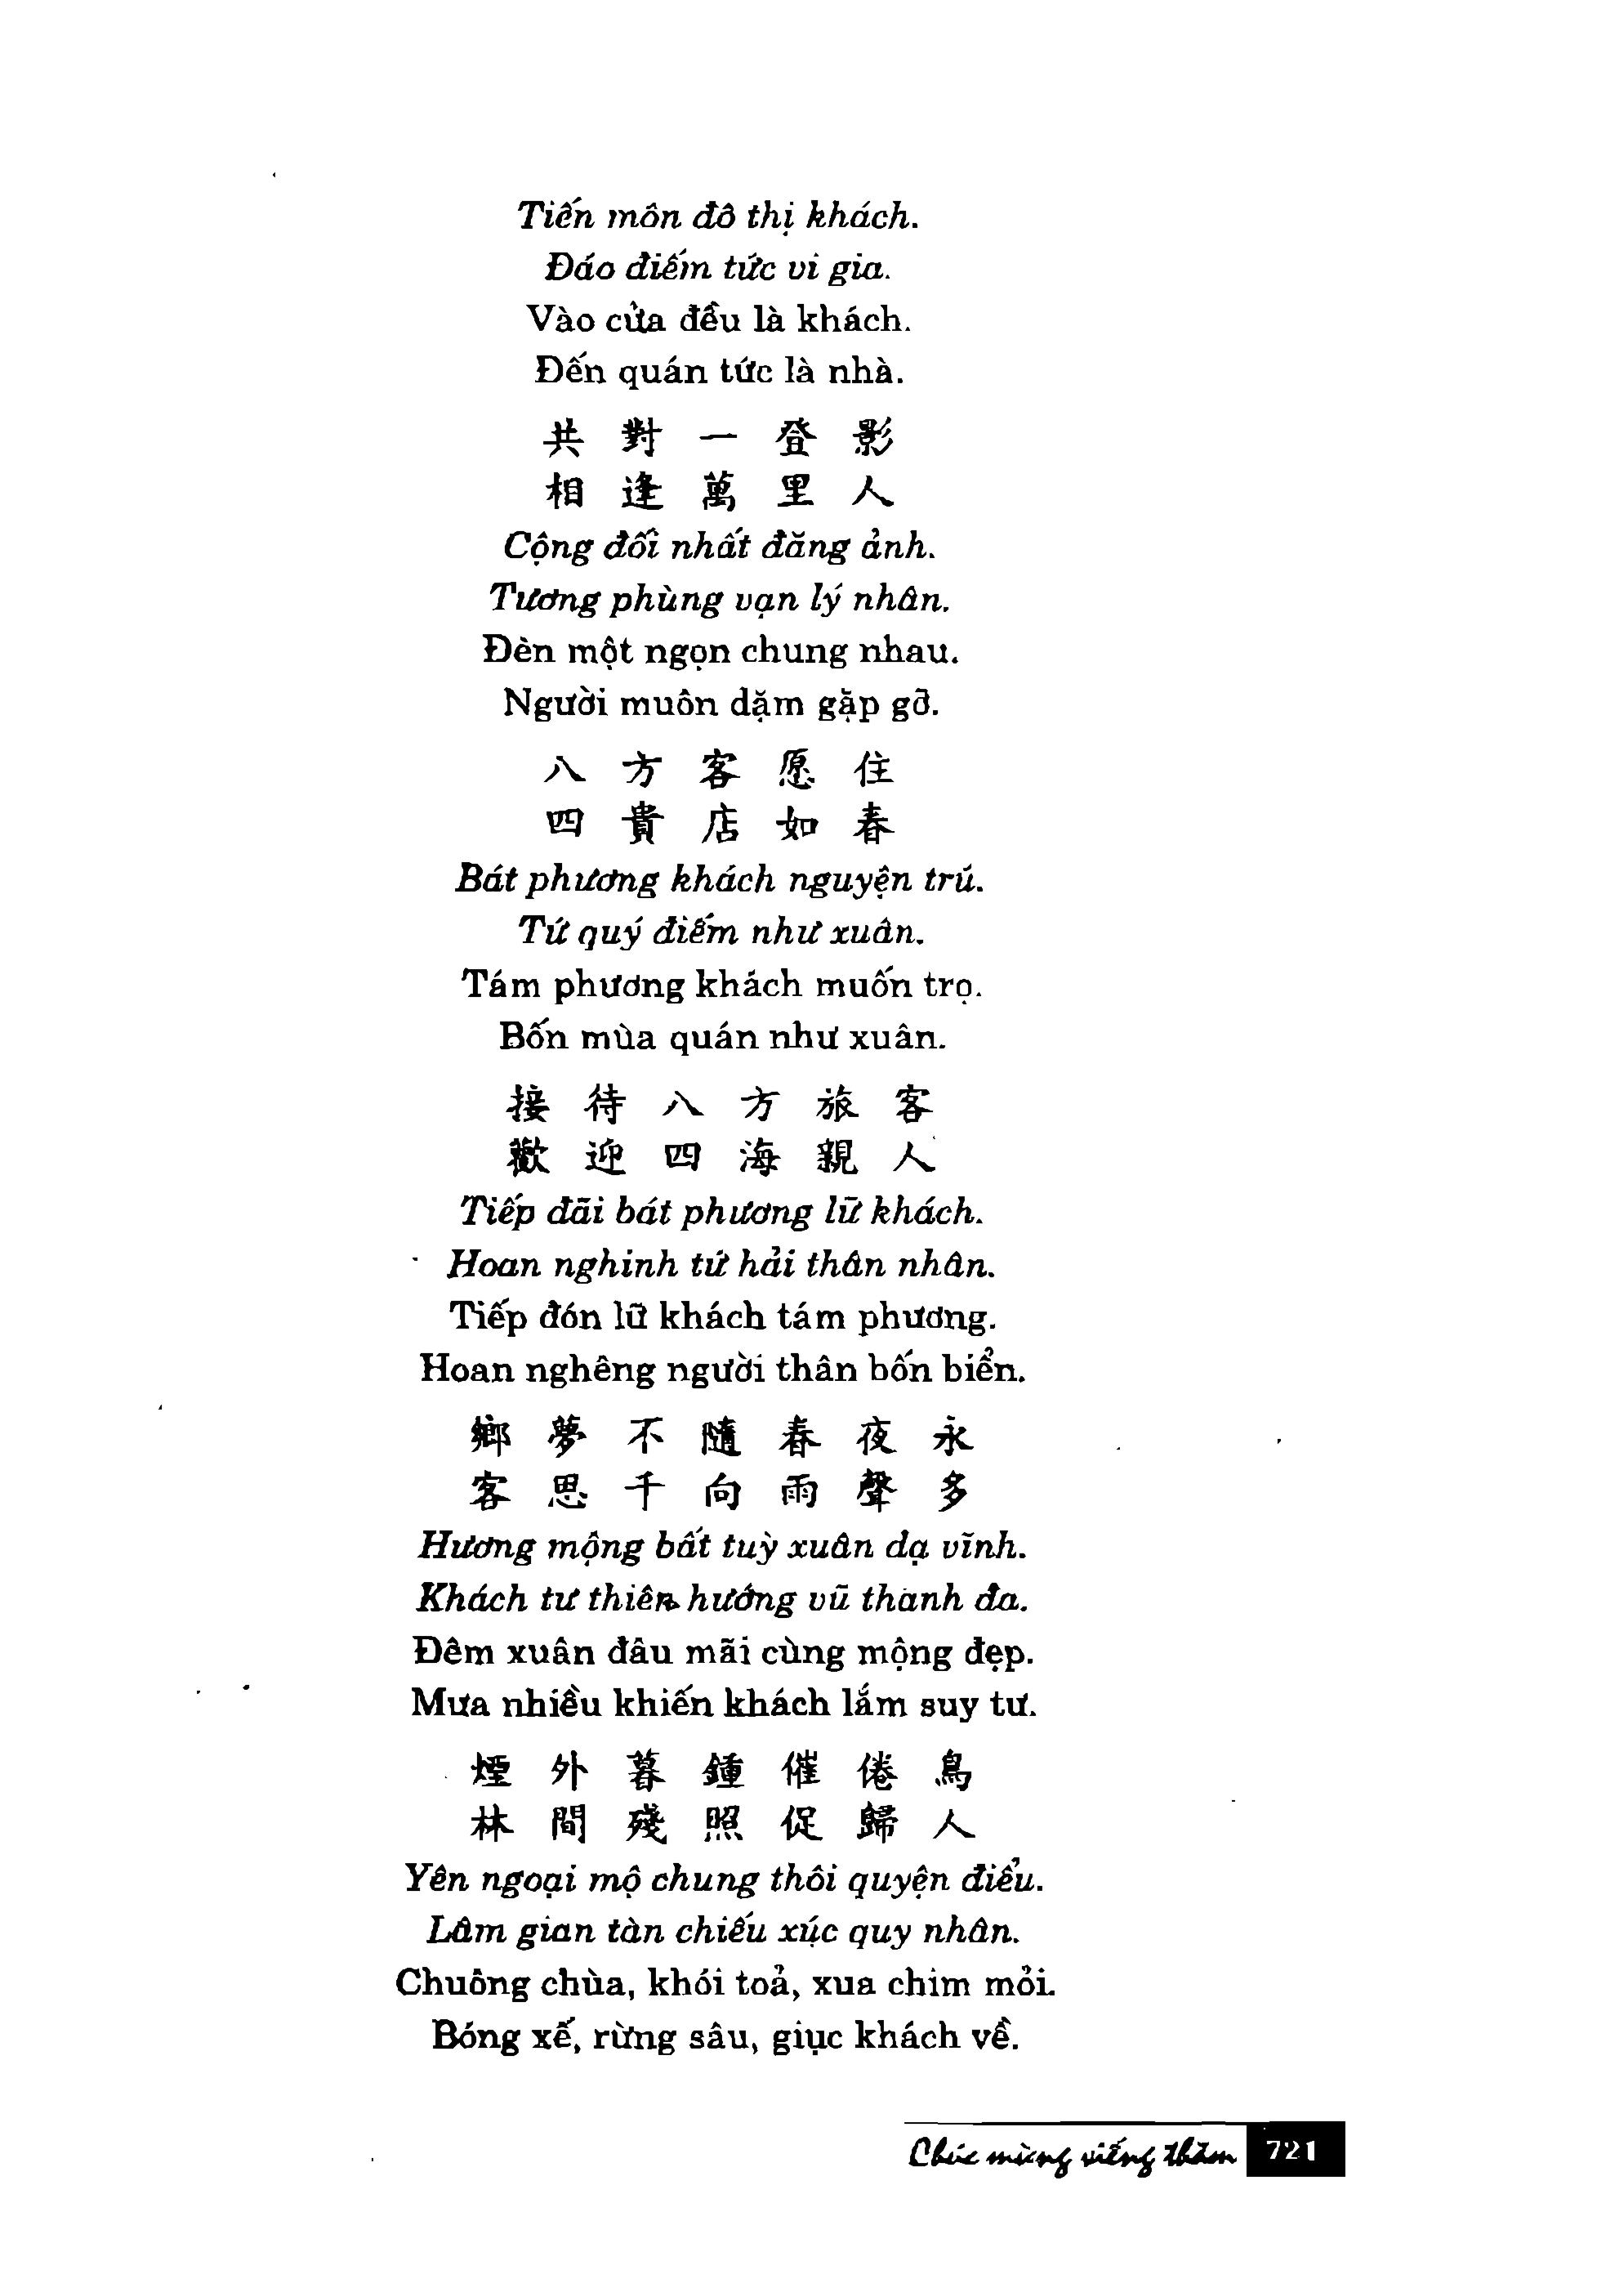 Tiến môn đô thị khách.
Đáo điếm tức vi gia.
Vào cửa đều là khách.
Đến quán tức là nhà.
共 對 一 登 影
相 逢 萬 里 人
Cộng đối nhất đăng ảnh.
Tương phùng vạn lý nhân.
Đèn một ngọn chung nhau.
Người muôn dặm gặp gỡ.
八 方 客 愿 住
四 貴 店 如 春
Bát phương khách nguyện trú.
Tứ quý điếm như xuân.
Tám phương khách muốn trọ.
Bốn mùa quán như xuân.
接 待 八 方 旅 客
歡 迎 四 海 親 人
Tiếp đãi bát phương lữ khách.
Hoan nghinh tứ hải thân nhân.
Tiếp đón lữ khách tám phương.
Hoan nghêng người thân bốn biển.
鄉 夢 不 隨 春 夜 永
客 思 千 向 雨 聲 多
Hương mộng bất tuỳ xuân dạ vĩnh.
Khách tư thiên hướng vũ thanh đa.
Đêm xuân đâu mãi cùng mộng đẹp.
Mưa nhiều khiến khách lắm suy tư.
煙 外 暮 鍾 催 倦 鳥
林 間 殘 照 促 歸 人
Yên ngoại mộ chung thôi quyện điểu.
Lâm gian tàn chiếu xúc quy nhân.
Chuông chùa, khói toả, xua chim mỏi.
Bóng xế, rừng sâu, giục khách về.
Chúc mừng viếng thăm 721